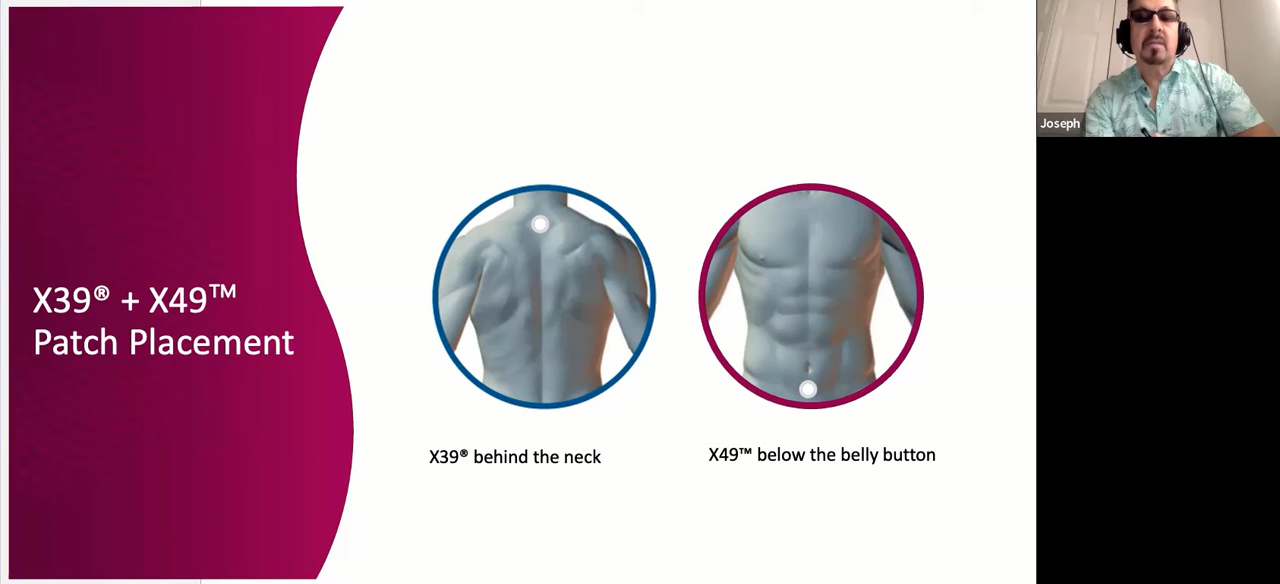 X39® + X49™
Patch Placement
X39® behind the neck
X49™ below the belly button
Joseph